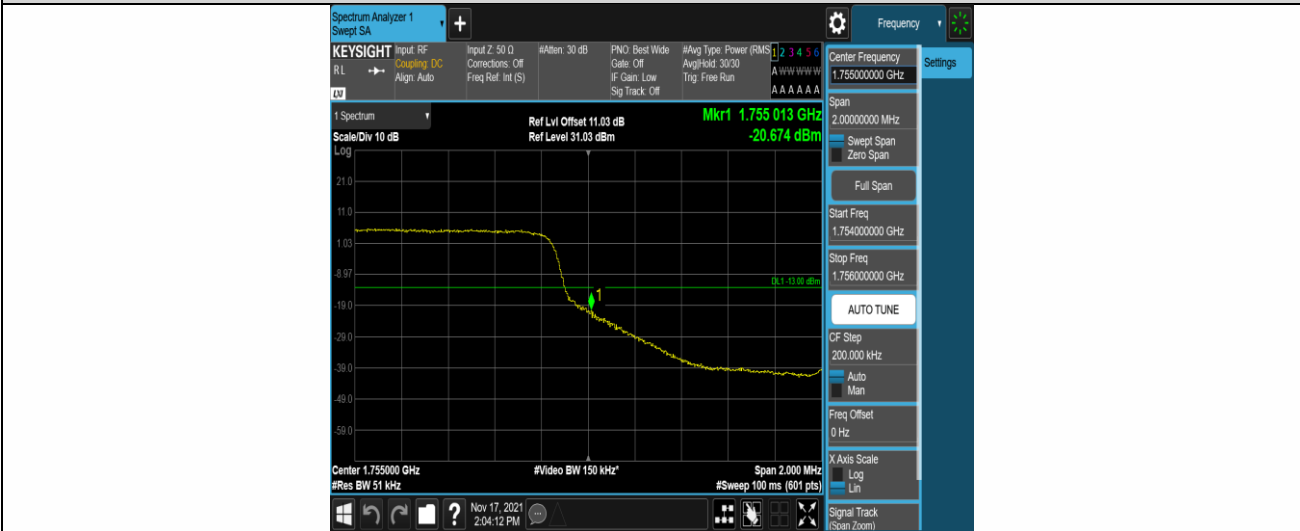 Spectrum Analyzer 1
Swept SA
+
Frequency
KEYSIGHT
RL
LXI
Input: RF
Coupling: DC
Align: Auto
Input Z: 50 Ω
Corrections: Off
Freq Ref: Int (S)
#Atten: 30 dB
PNO: Best Wide
Gate: Off
IF Gain: Low
Sig Track: Off
#Avg Type: Power (RMS
Avg|Hold: 30/30
Trig: Free Run
1 2 3 4 5 6
A W W W W W
A A A A A A
1 Spectrum
Scale/Div 10 dB
Ref Lvl Offset 11.03 dB
Ref Level 31.03 dBm
Mkr1 1.755 013 GHz
-20.674 dBm
Log
21.0
11.0
1.03
-8.97
-19.0
-29.0
-39.0
-49.0
-59.0
DL1 -13.00 dBm
1
Center 1.755000 GHz
#Res BW 51 kHz
#Video BW 150 kHz*
Span 2.000 MHz
#Sweep 100 ms (601 pts)
?
Nov 17, 2021
2:04:12 PM
Settings
Center Frequency
1.755000000 GHz
Span
2.00000000 MHz
Swept Span
Zero Span
Full Span
Start Freq
1.754000000 GHz
Stop Freq
1.756000000 GHz
AUTO TUNE
CF Step
200.000 kHz
Auto
Man
Freq Offset
0 Hz
X Axis Scale
Log
Lin
Signal Track
(Span Zoom)